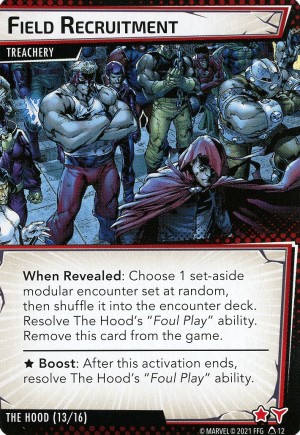 Field Recruitment
TREACHERY
When Revealed: Choose 1 set-aside
modular encounter set at random,
then shuffle it into the encounter deck.
Resolve The Hood's "Foul Play" ability.
Remove this card from the game.
★ Boost: After this activation ends,
resolve The Hood's "Foul Play" ability.
THE HOOD (13/16)
© MARVEL © 2021 FFG 12